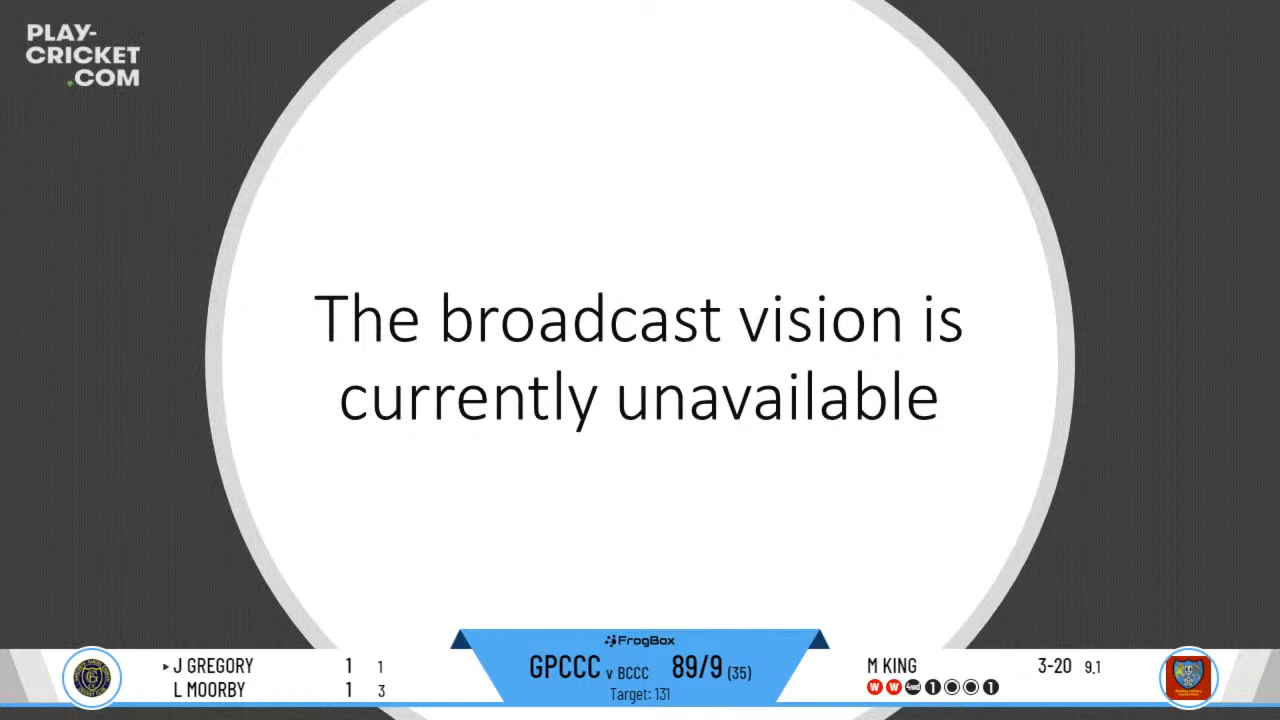 PLAY-
CRICKET
.COM
The broadcast vision is
currently unavailable
FrogBox
J GREGORY 1 1
L MOORBY 1 3
GPCCC v BCCC 89/9 (35)
Target: 131
M KING 3-20 9.1
W W 4wd 1 1